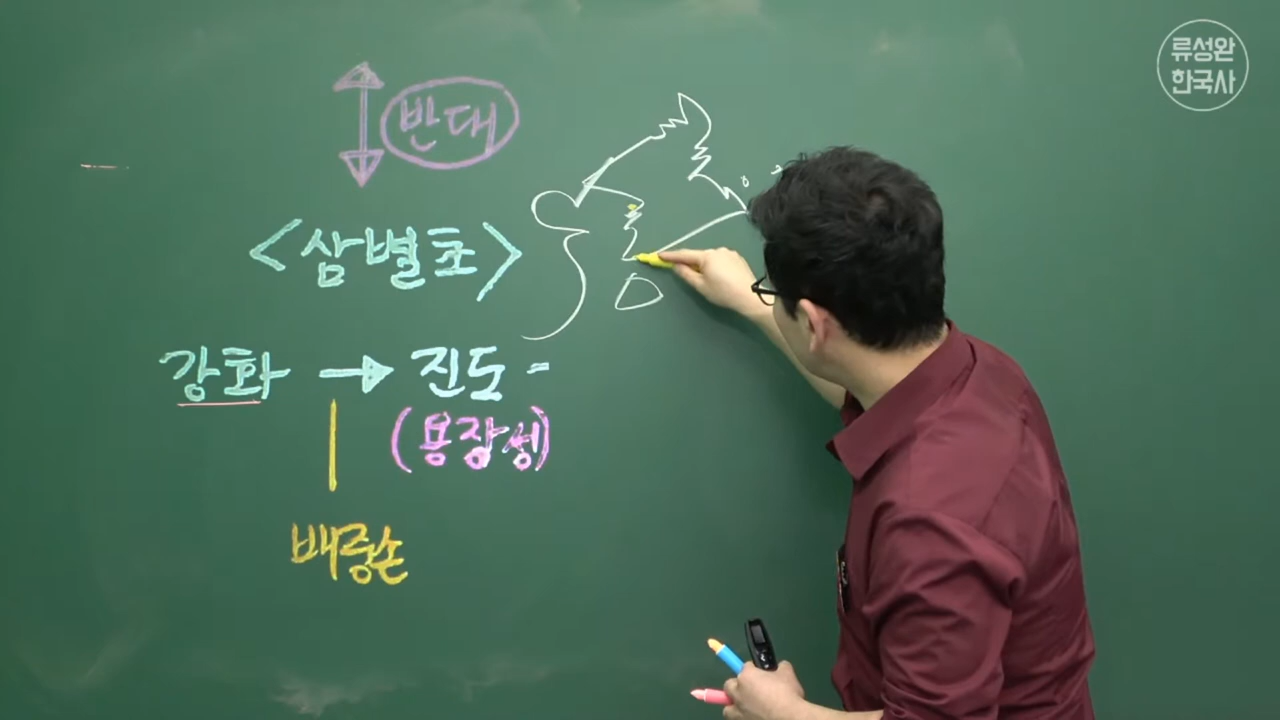 류성완
한국사
반대
<삼별초>
강화 → 진도 -
(용장성)
배중손